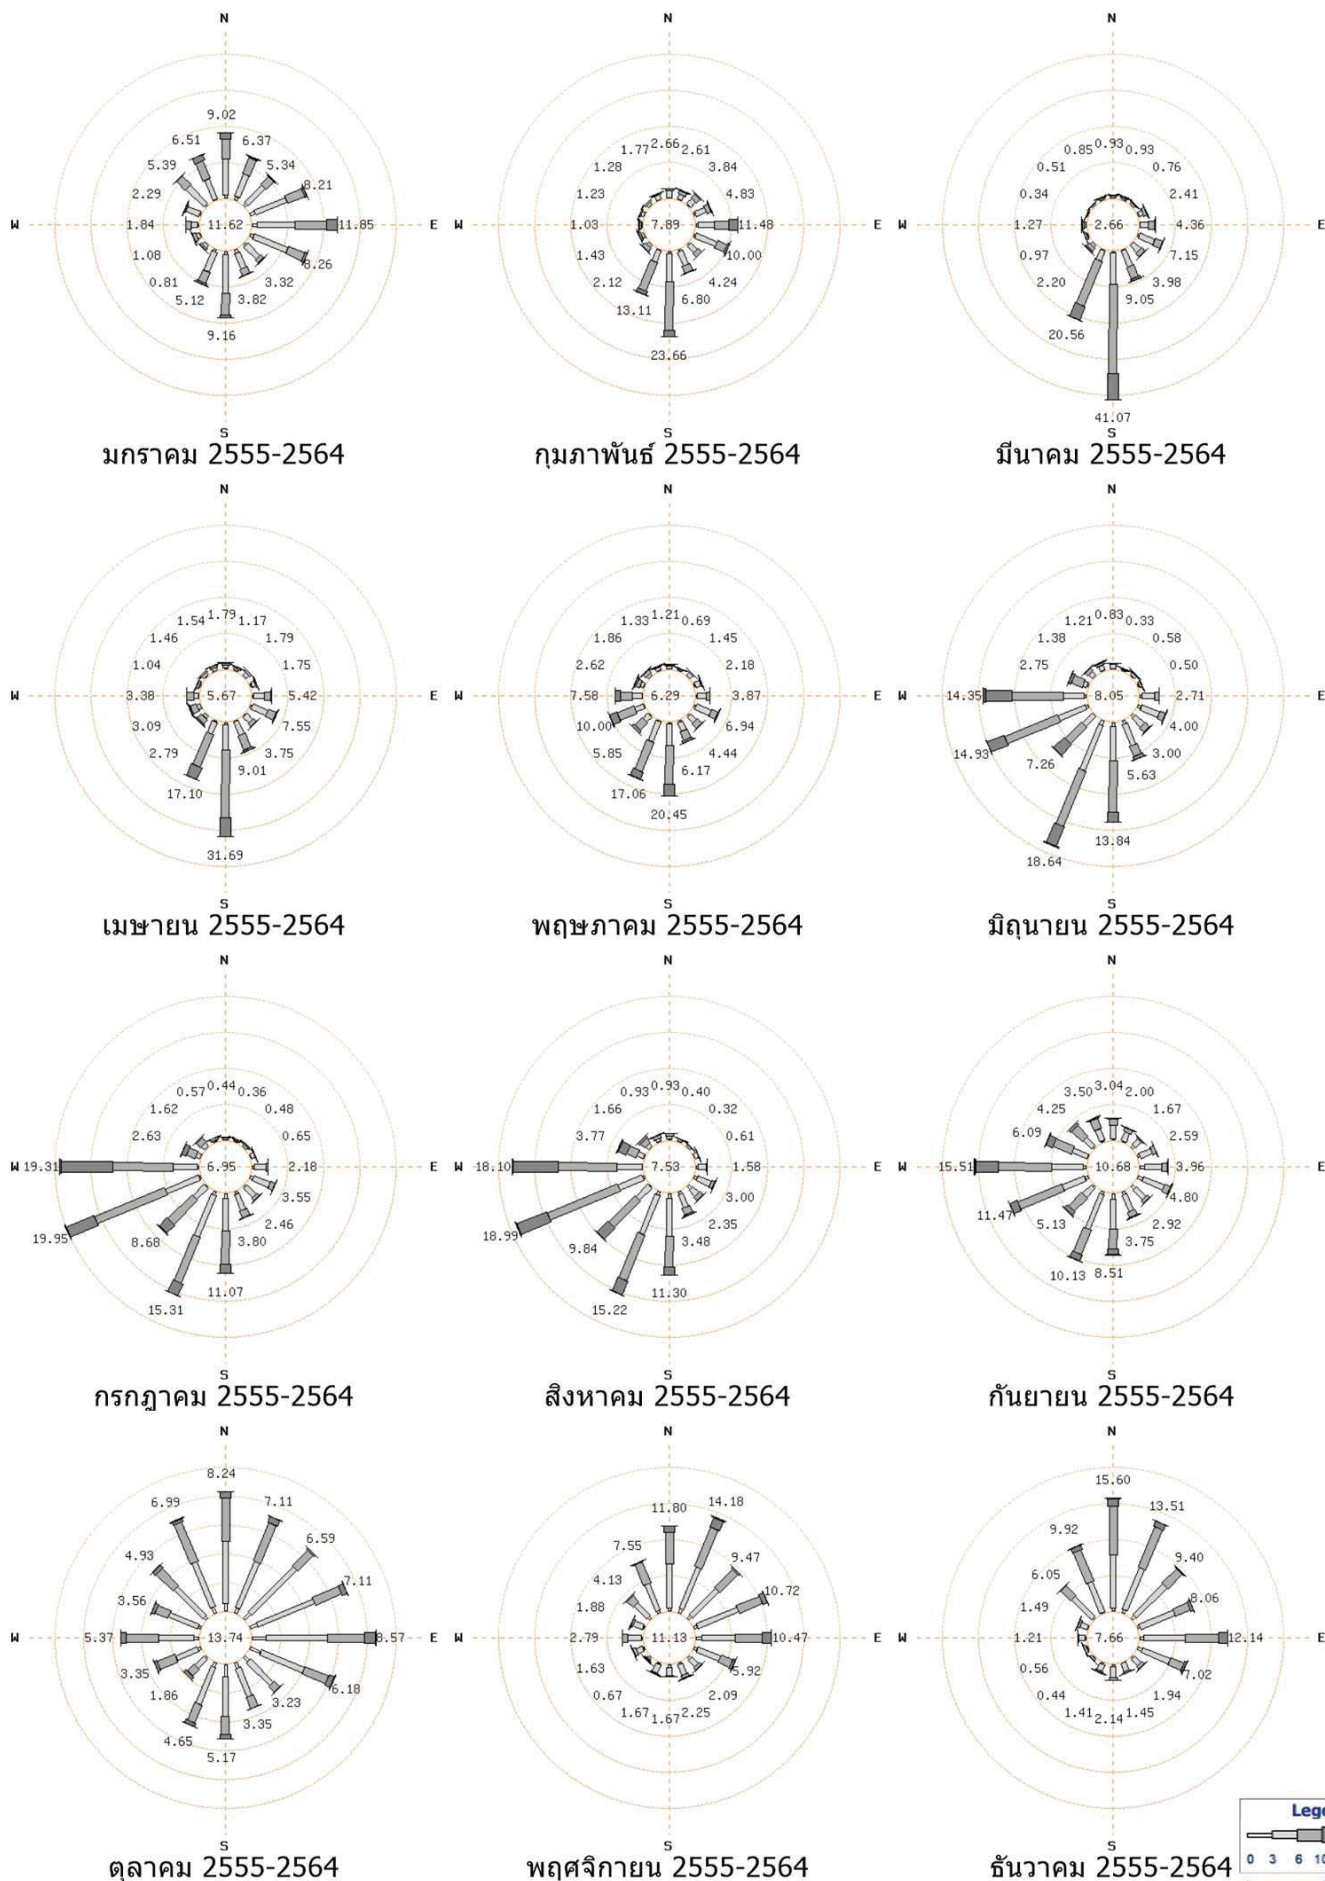 N
9.02
6.51 6.37
5.39 5.34
2.29 8.21
W 1.84 11.62 11.85 E
1.08 8.26
0.81 3.32
5.12 3.82
9.16
S
มกราคม 2555-2564
N
1.77 2.66 2.61
1.28 3.84
1.23 4.83
W 1.03 7.89 11.48 E
1.43 10.00
2.12 4.24
13.11 6.80
23.66
S
กุมภาพันธ์ 2555-2564
N
0.85 0.93 0.93
0.51 0.76
0.34 2.41
W 1.27 2.66 4.36 E
0.97 7.15
2.20 3.98
20.56 9.05
41.07
S
มีนาคม 2555-2564
N
1.54 1.79 1.17
1.46 1.79
1.04 1.75
W 3.38 5.67 5.42 E
3.09 7.55
2.79 3.75
17.10 9.01
31.69
S
เมษายน 2555-2564
N
1.33 1.21 0.69
1.86 1.45
2.62 2.18
W 7.58 6.29 3.87 E
10.00 6.94
5.85 4.44
17.06 6.17
20.45
S
พฤษภาคม 2555-2564
N
1.21 0.83 0.33
1.38 0.58
2.75 0.50
W 14.35 8.05 2.71 E
14.93 4.00
7.26 3.00
18.64 5.63
13.84
S
มิถุนายน 2555-2564
N
0.57 0.44 0.36
1.62 0.48
2.63 0.65
W 19.31 6.95 2.18 E
19.95 3.55
8.68 2.46
15.31 3.80
11.07
S
กรกฎาคม 2555-2564
N
0.93 0.93 0.40
1.66 0.32
3.77 0.61
W 18.10 7.53 1.58 E
18.99 3.00
9.84 2.35
15.22 3.48
11.30
S
สิงหาคม 2555-2564
N
3.50 3.04 2.00
4.25 1.67
6.09 2.59
W 15.51 10.68 3.96 E
11.47 4.80
5.13 2.92
10.13 3.75
8.51
S
กันยายน 2555-2564
N
8.24
6.99 7.11
4.93 6.59
3.56 7.11
W 5.37 13.74 8.57 E
3.35 6.18
1.86 3.23
4.65 3.35
5.17
S
ตุลาคม 2555-2564
N
11.80 14.18
7.55 9.47
4.13 10.72
1.88
W 2.79 11.13 10.47 E
1.63 5.92
0.67 2.09
1.67 1.67 2.25
S
พฤศจิกายน 2555-2564
N
15.60
9.92 13.51
6.05 9.40
1.49 8.06
W 1.21 7.66 12.14 E
0.56 7.02
0.44 1.94
1.41 2.14 1.45
S
ธันวาคม 2555-2564
Lege
0 3 6 10